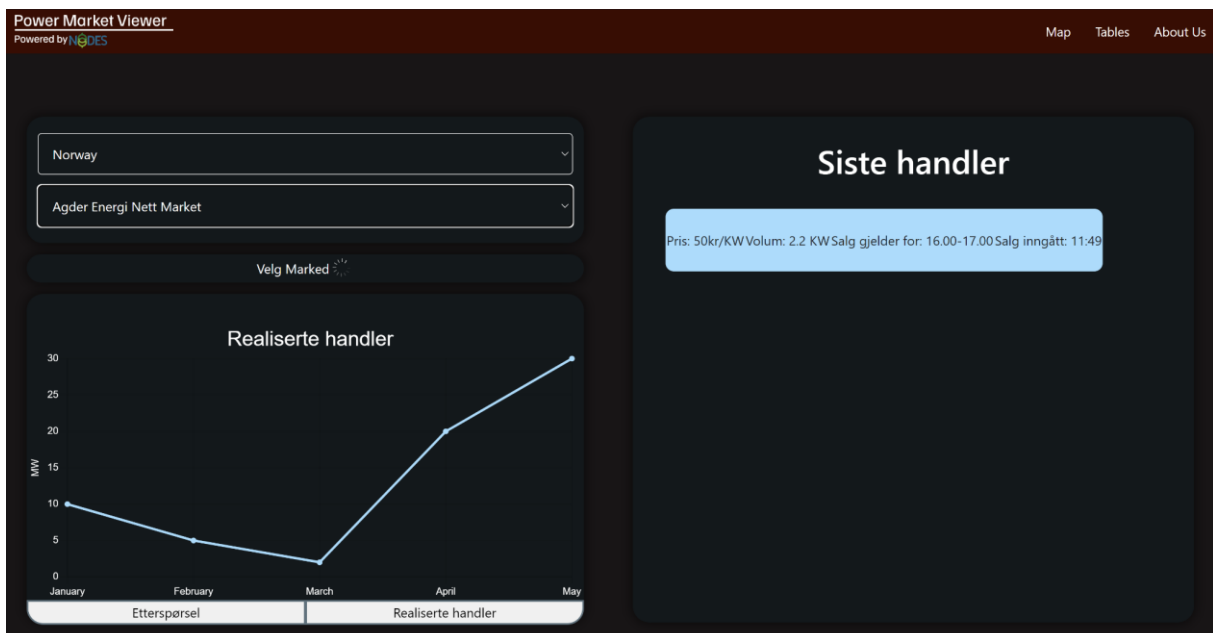 Power Market Viewer
Powered by NODES
Map Tables About Us
Norway
Agder Energi Nett Market
Velg Marked
Realiserte handler
30
25
20
15
10
5
0
MW
January February March April May
Etterspørsel Realiserte handler
Siste handler
Pris: 50kr/KW Volum: 2.2 KW Salg gjelder for: 16.00-17.00 Salg inngått: 11:49